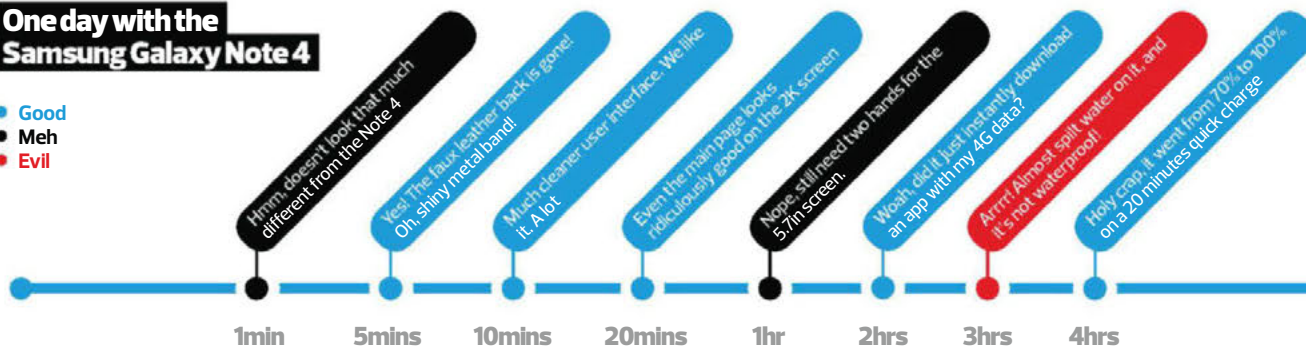 One day with the
Samsung Galaxy Note 4
Good
Meh
Evil
Hmm, doesn't look that much
different from the Note 4
Yes! The faux leather back is gone!
Oh, shiny metal band!
Much cleaner user interface. We like
it. A lot
Even the main page looks
ridiculously good on the 2K screen
Nope, still need two hands for the
5.7in screen.
Woah, did it just instantly download
an app with my 4G data?
Arrrr! Almost spilt water on it, and
it's not waterproof!
Holy crap, it went from 70% to 100%
on a 20 minutes quick charge
1min
5mins
10mins
20mins
1hr
2hrs
3hrs
4hrs